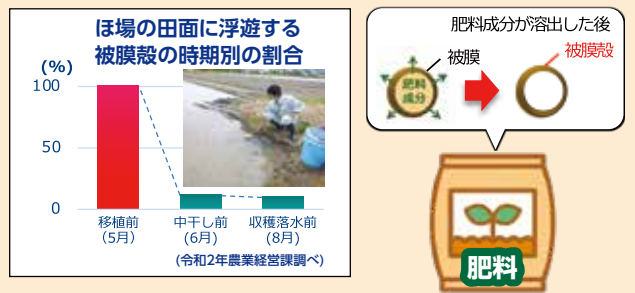 ほ場の田面に浮遊する
被膜殻の時期別の割合
(%)
100
50
0
移植前
(5月)
中干し前
(6月)
収穫落水前
(8月)
(令和2年農業経営課調べ)
肥料成分が溶出した後
被膜
被膜殻
肥料
成分
肥料